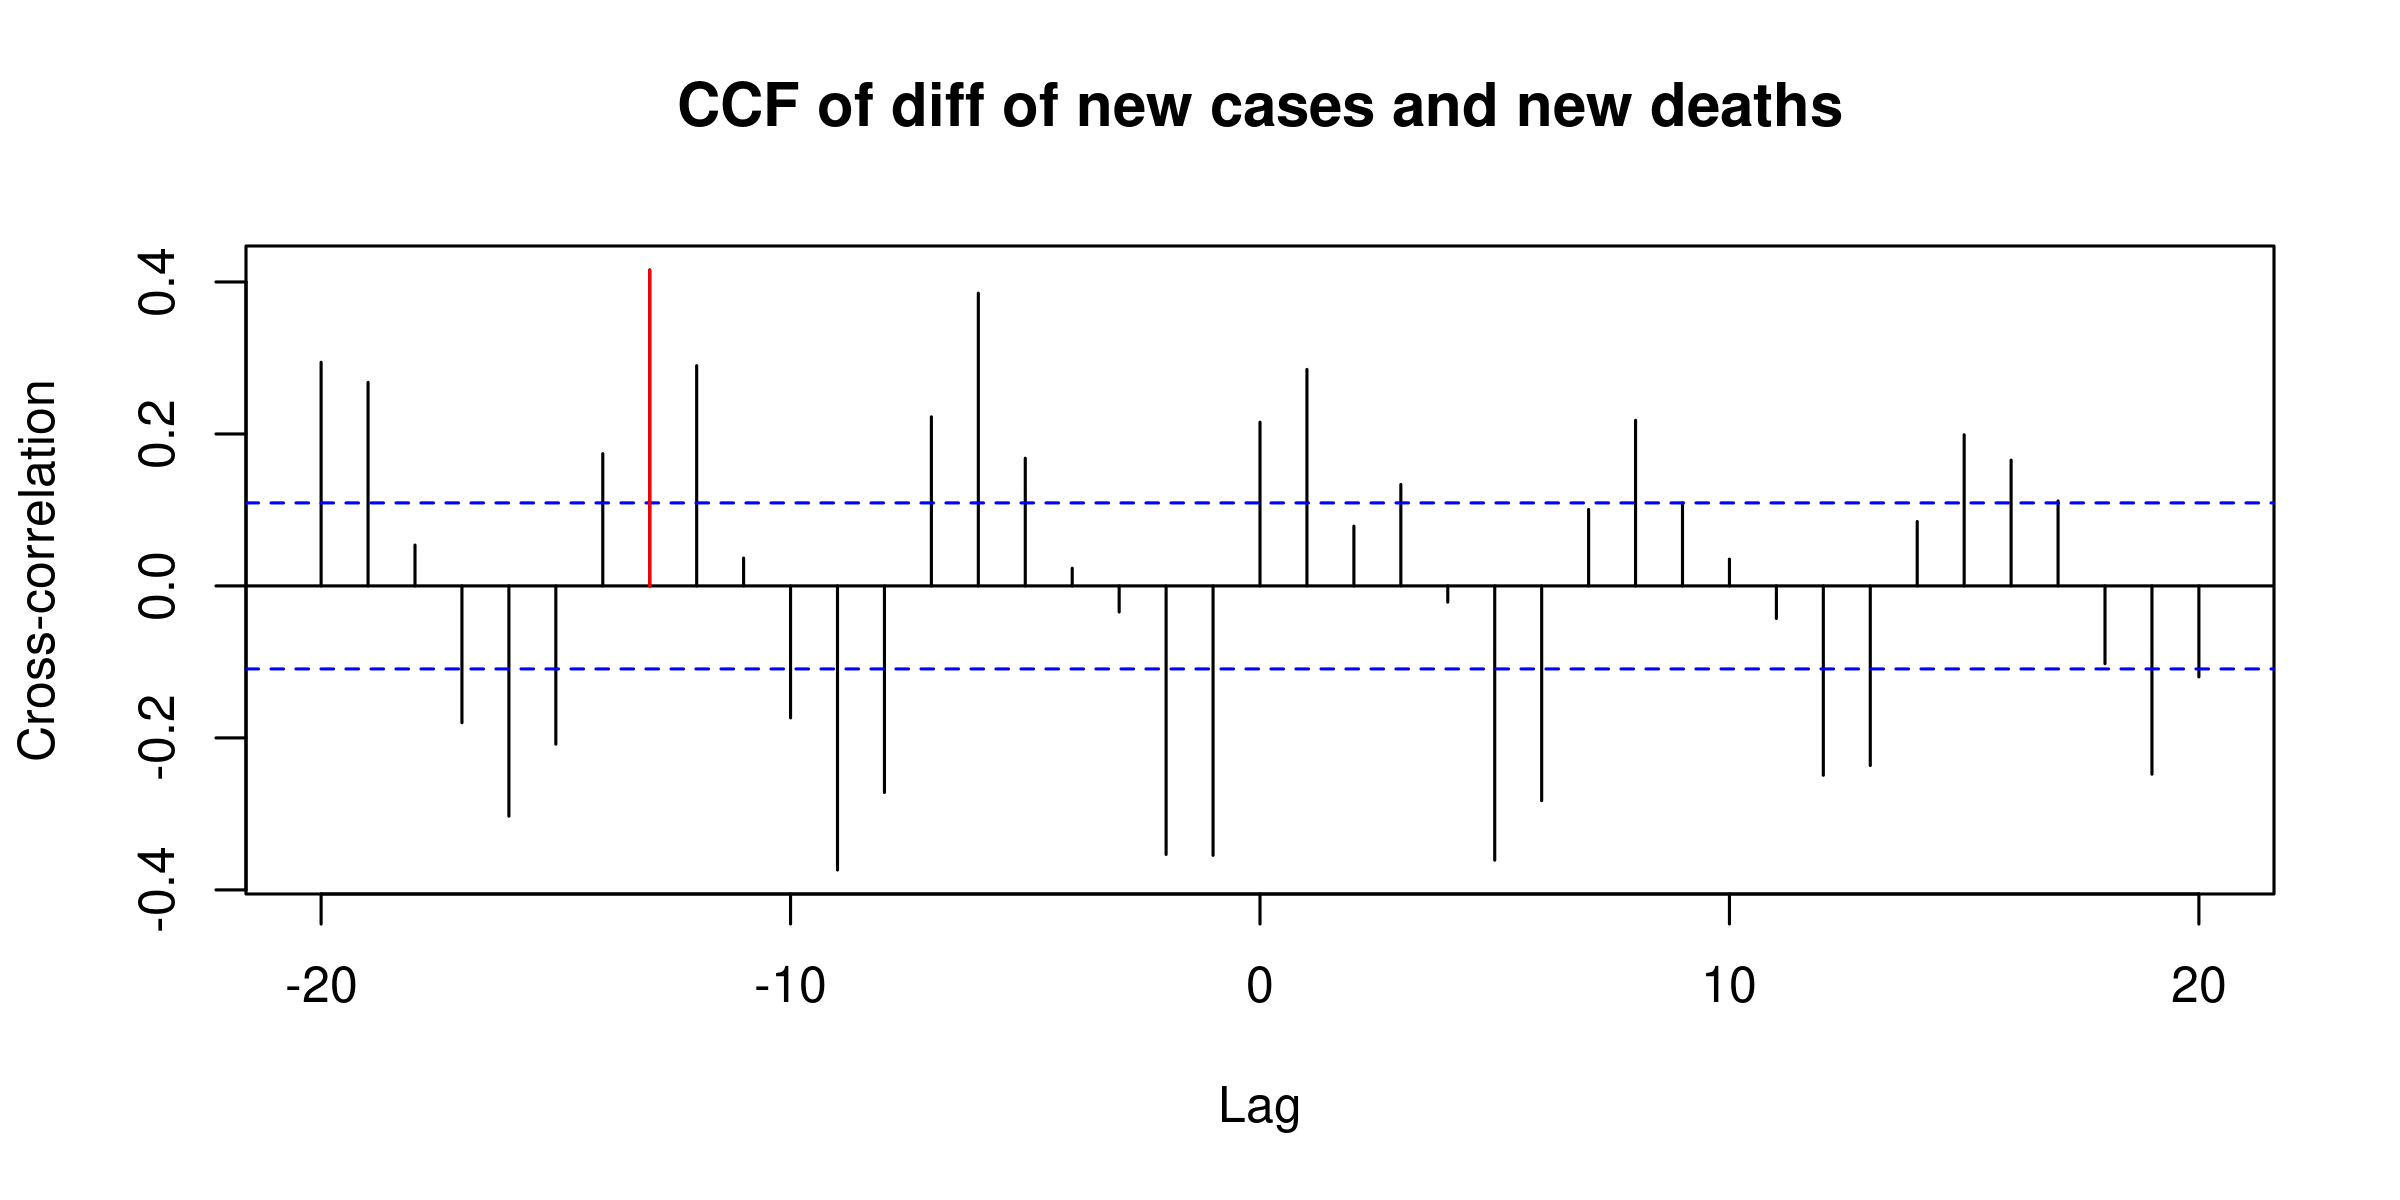 CCF of diff of new cases and new deaths
Cross-correlation
0.4
0.2
0.0
-0.2
-0.4
-20 -10 0 10 20
Lag